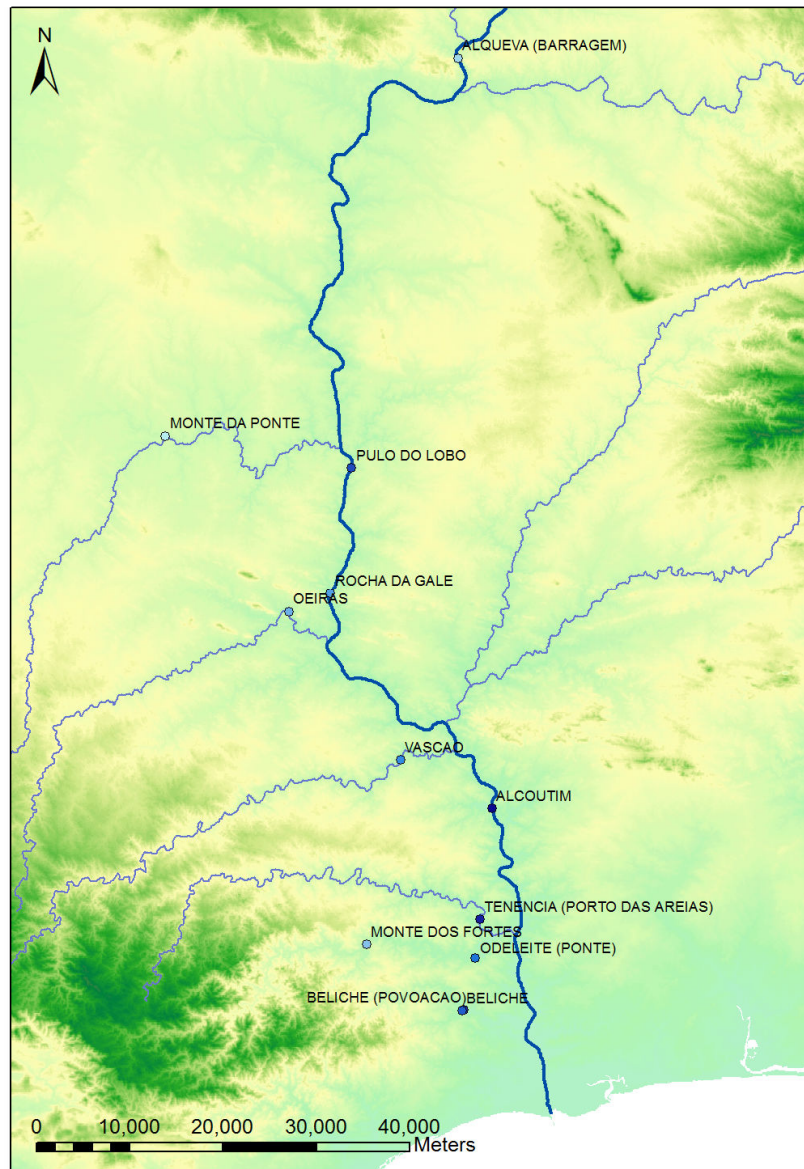 N
ALQUEVA (BARRAGEM)
MONTE DA PONTE
PULO DO LOBO
ROCHA DA GALE
OEIRAS
VASCAO
ALCOUTIM
TENENCIA (PORTO DAS AREIAS)
MONTE DOS FORTES
ODELEITE (PONTE)
BELICHE (POVOACAO) BELICHE
0 10,000 20,000 30,000 40,000
Meters